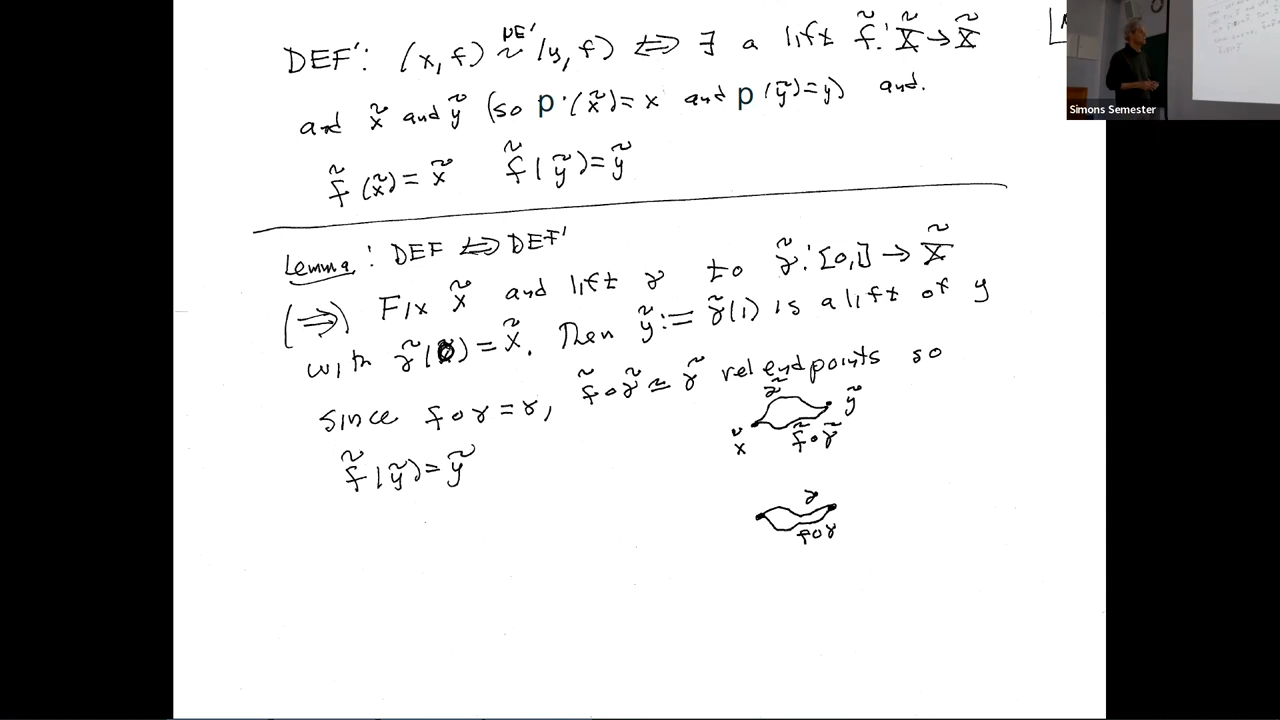 DEF': (x, f) ~^{NE'} (y, f) ⟺ ∃ a lift f̃: X̃ → X̃
and x̃ and ỹ (so p(x̃) = x and p(ỹ) = y) and.
f̃(x̃) = x̃ f̃(ỹ) = ỹ
Lemma: DEF ⟺ DEF'
(⇒) Fix x̃ and lift γ to γ̃: [0,1] → X̃
with γ̃(0) = x̃. Then ỹ := γ̃(1) is a lift of y
since f∘γ = γ, f̃∘γ̃ ≃ γ̃ rel endpoints so
f̃(ỹ) = ỹ
γ̃
ỹ
x̃
f̃∘γ̃
γ
f∘γ
Simons Semester